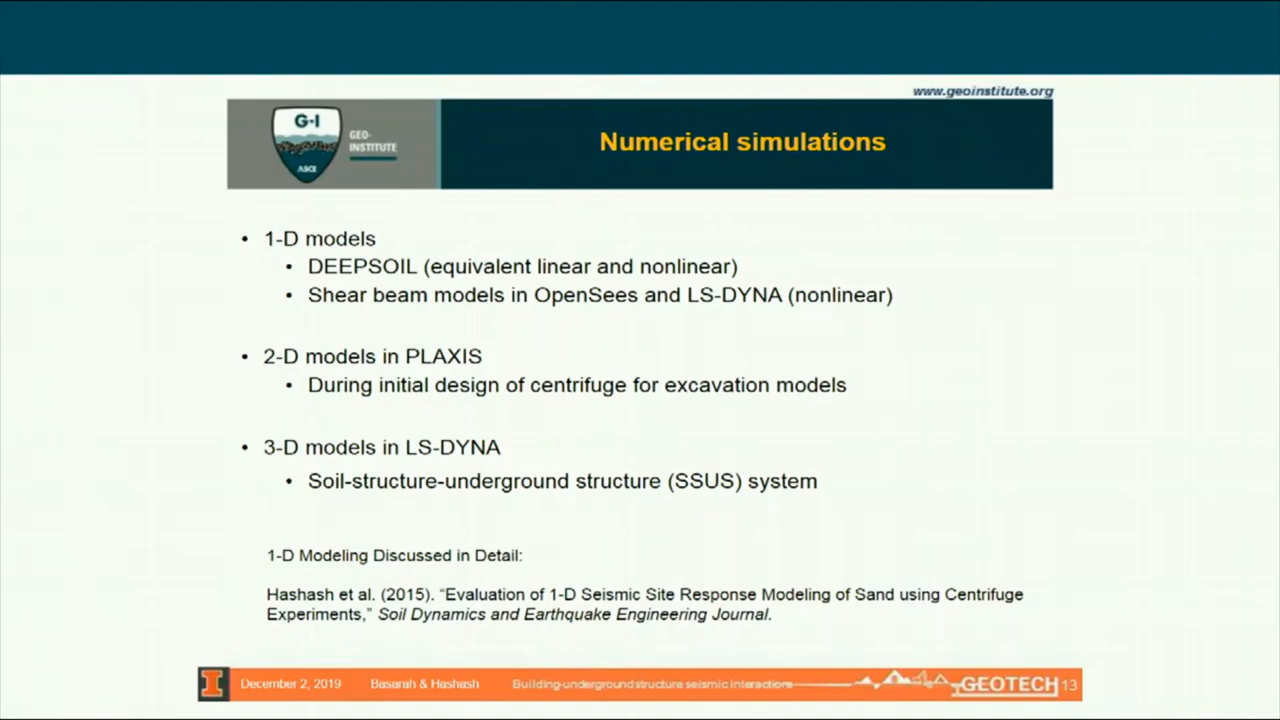 www.geoinstitute.org
G-I
GEO-
INSTITUTE
ASCE
Numerical simulations
• 1-D models
• DEEPSOIL (equivalent linear and nonlinear)
• Shear beam models in OpenSees and LS-DYNA (nonlinear)
• 2-D models in PLAXIS
• During initial design of centrifuge for excavation models
• 3-D models in LS-DYNA
• Soil-structure-underground structure (SSUS) system
1-D Modeling Discussed in Detail:
Hashash et al. (2015). “Evaluation of 1-D Seismic Site Response Modeling of Sand using Centrifuge
Experiments,” Soil Dynamics and Earthquake Engineering Journal.
I December 2, 2019 Basarah & Hashash Building-underground structure seismic interactions GEOTECH 13